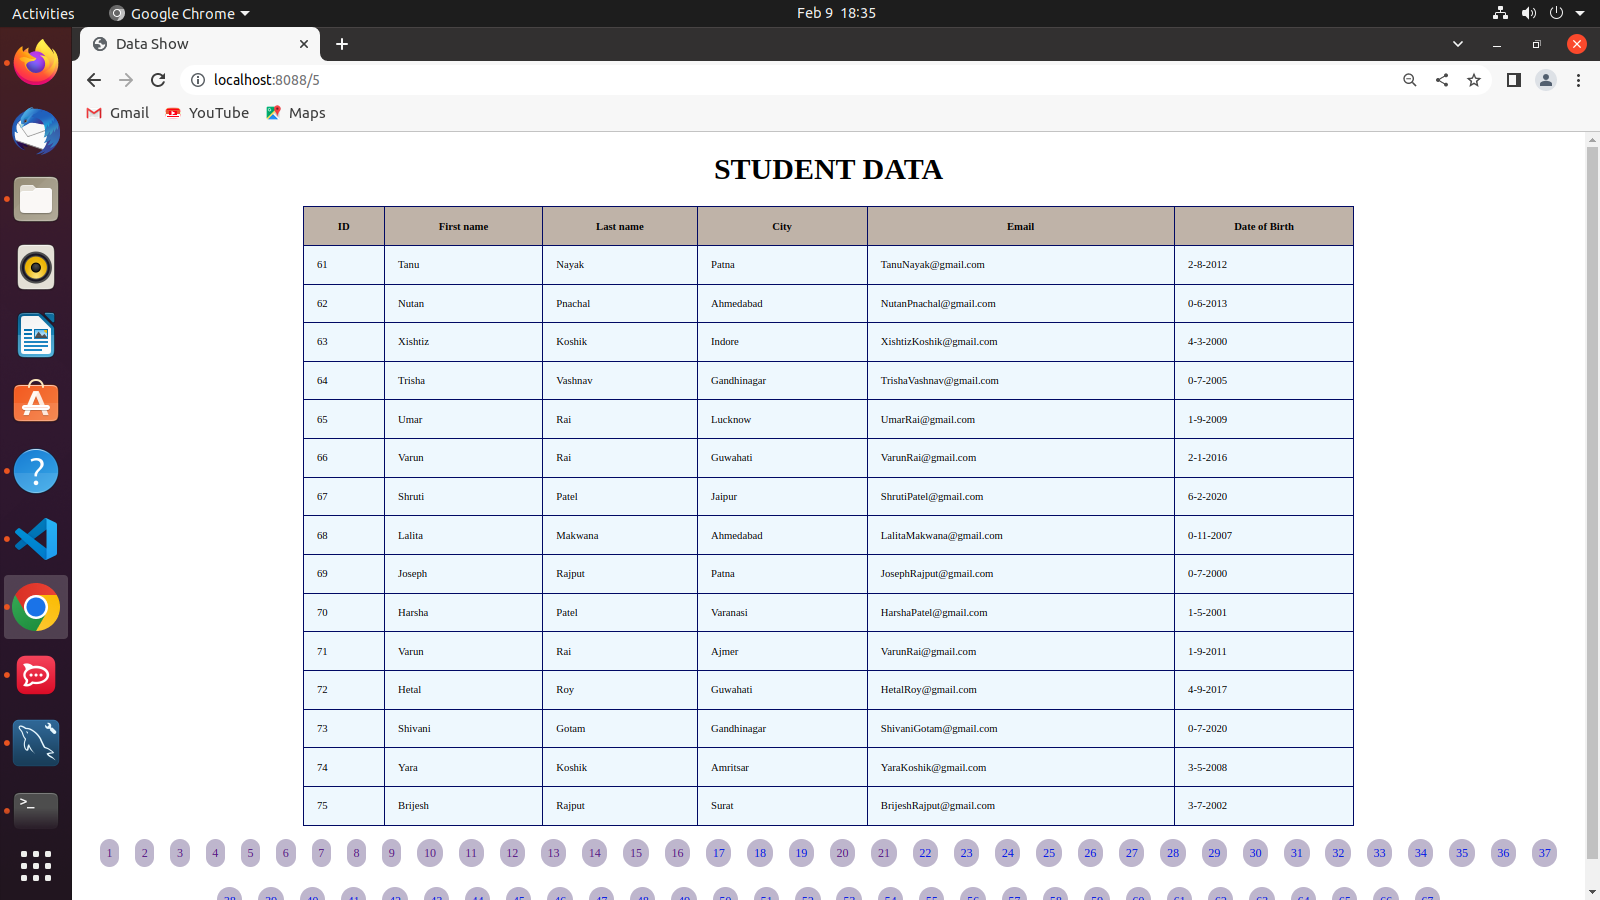 Activities Google Chrome Feb 9 18:35
Data Show
localhost:8088/5
Gmail YouTube Maps
STUDENT DATA
ID First name Last name City Email Date of Birth
61 Tanu Nayak Patna TanuNayak@gmail.com 2-8-2012
62 Nutan Pnachal Ahmedabad NutanPnachal@gmail.com 0-6-2013
63 Xishtiz Koshik Indore XishtizKoshik@gmail.com 4-3-2000
64 Trisha Vashnav Gandhinagar TrishaVashnav@gmail.com 0-7-2005
65 Umar Rai Lucknow UmarRai@gmail.com 1-9-2009
66 Varun Rai Guwahati VarunRai@gmail.com 2-1-2016
67 Shruti Patel Jaipur ShrutiPatel@gmail.com 6-2-2020
68 Lalita Makwana Ahmedabad LalitaMakwana@gmail.com 0-11-2007
69 Joseph Rajput Patna JosephRajput@gmail.com 0-7-2000
70 Harsha Patel Varanasi HarshaPatel@gmail.com 1-5-2001
71 Varun Rai Ajmer VarunRai@gmail.com 1-9-2011
72 Hetal Roy Guwahati HetalRoy@gmail.com 4-9-2017
73 Shivani Gotam Gandhinagar ShivaniGotam@gmail.com 0-7-2020
74 Yara Koshik Amritsar YaraKoshik@gmail.com 3-5-2008
75 Brijesh Rajput Surat BrijeshRajput@gmail.com 3-7-2002
1 2 3 4 5 6 7 8 9 10 11 12 13 14 15 16 17 18 19 20 21 22 23 24 25 26 27 28 29 30 31 32 33 34 35 36 37